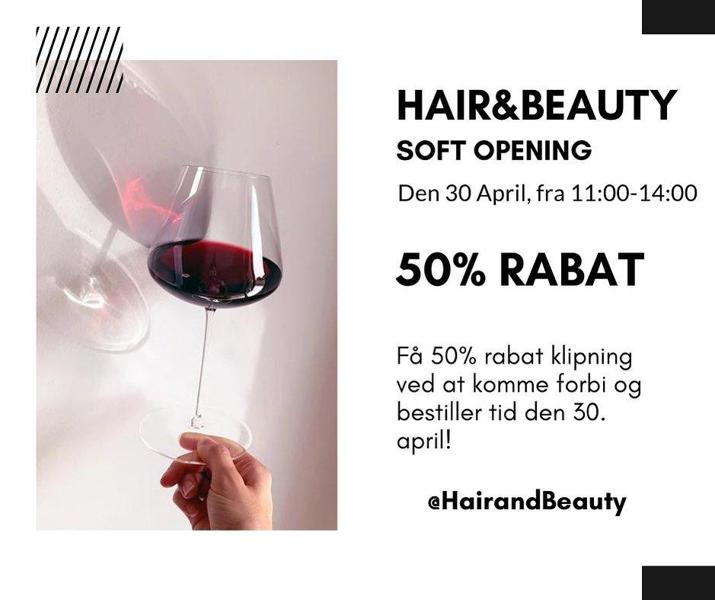 HAIR&BEAUTY
SOFT OPENING
Den 30 April, fra 11:00-14:00
50% RABAT
Få 50% rabat klipning
ved at komme forbi og
bestiller tid den 30.
april!
@HairandBeauty